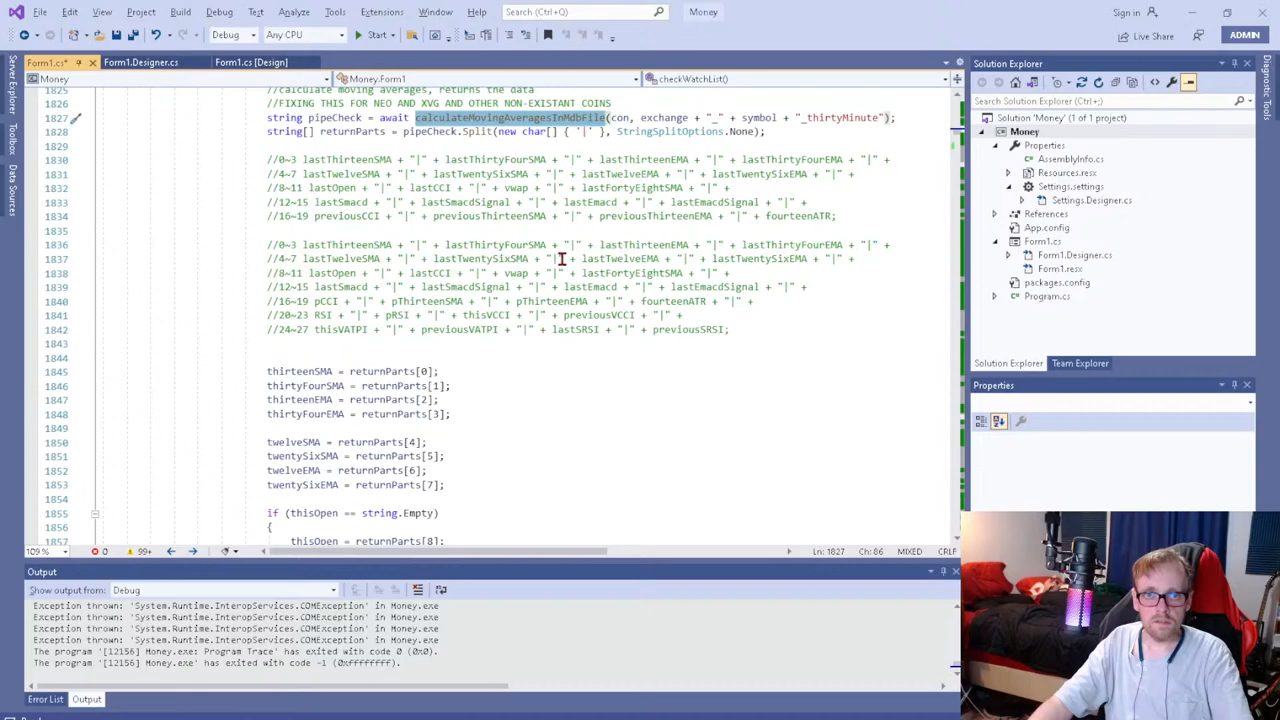 File Edit View Git Project Build Debug Test Analyze Tools Extensions Window Help Search (Ctrl+Q) Money Sign in
Debug Any CPU Start Live Share ADMIN
Form1.cs* Form1.Designer.cs Form1.cs [Design]
Money Money.Form1 checkWatchList()
Server Explorer
Toolbox
Data Sources
1825 //calculate moving averages, returns the data
1826 //FIXING THIS FOR NEO AND XVG AND OTHER NON-EXISTANT COINS
1827 string pipeCheck = await calculateMovingAveragesInMdbFile(con, exchange + "_" + symbol + "_thirtyMinute");
1828 string[] returnParts = pipeCheck.Split(new char[] { '|' }, StringSplitOptions.None);
1829
1830 //0~3 lastThirteenSMA + "|" + lastThirtyFourSMA + "|" + lastThirteenEMA + "|" + lastThirtyFourEMA + "|" +
1831 //4~7 lastTwelveSMA + "|" + lastTwentySixSMA + "|" + lastTwelveEMA + "|" + lastTwentySixEMA + "|" +
1832 //8~11 lastOpen + "|" + lastCCI + "|" + vwap + "|" + lastFortyEightSMA + "|" +
1833 //12~15 lastSmacd + "|" + lastSmacdSignal + "|" + lastEmacd + "|" + lastEmacdSignal + "|" +
1834 //16~19 previousCCI + "|" + previousThirteenSMA + "|" + previousThirteenEMA + "|" + fourteenATR;
1835
1836 //0~3 lastThirteenSMA + "|" + lastThirtyFourSMA + "|" + lastThirteenEMA + "|" + lastThirtyFourEMA + "|" +
1837 //4~7 lastTwelveSMA + "|" + lastTwentySixSMA + "|" + lastTwelveEMA + "|" + lastTwentySixEMA + "|" +
1838 //8~11 lastOpen + "|" + lastCCI + "|" + vwap + "|" + lastFortyEightSMA + "|" +
1839 //12~15 lastSmacd + "|" + lastSmacdSignal + "|" + lastEmacd + "|" + lastEmacdSignal + "|" +
1840 //16~19 pCCI + "|" + pThirteenSMA + "|" + pThirteenEMA + "|" + fourteenATR + "|" +
1841 //20~23 RSI + "|" + pRSI + "|" + thisVCCI + "|" + previousVCCI + "|" +
1842 //24~27 thisVATPI + "|" + previousVATPI + "|" + lastSRSI + "|" + previousSRSI;
1843
1844
1845 thirteenSMA = returnParts[0];
1846 thirtyFourSMA = returnParts[1];
1847 thirteenEMA = returnParts[2];
1848 thirtyFourEMA = returnParts[3];
1849
1850 twelveSMA = returnParts[4];
1851 twentySixSMA = returnParts[5];
1852 twelveEMA = returnParts[6];
1853 twentySixEMA = returnParts[7];
1854
1855 if (thisOpen == string.Empty)
1856 {
1857 thisOpen = returnParts[8];
109 % 0 99+ Ln: 1827 Ch: 86 MIXED CRLF
Output
Show output from: Debug
Exception thrown: 'System.Runtime.InteropServices.COMException' in Money.exe
Exception thrown: 'System.Runtime.InteropServices.COMException' in Money.exe
Exception thrown: 'System.Runtime.InteropServices.COMException' in Money.exe
Exception thrown: 'System.Runtime.InteropServices.COMException' in Money.exe
The program '[12156] Money.exe: Program Trace' has exited with code 0 (0x0).
The program '[12156] Money.exe' has exited with code -1 (0xffffffff).
Error List Output
Solution Explorer
Search Solution Explorer (Ctrl+;)
Solution 'Money' (1 of 1 project)
Money
Properties
AssemblyInfo.cs
Resources.resx
Settings.settings
Settings.Designer.cs
References
App.config
Form1.cs
Form1.Designer.cs
Form1.resx
packages.config
Program.cs
Solution Explorer Team Explorer
Properties
Diagnostic Tools